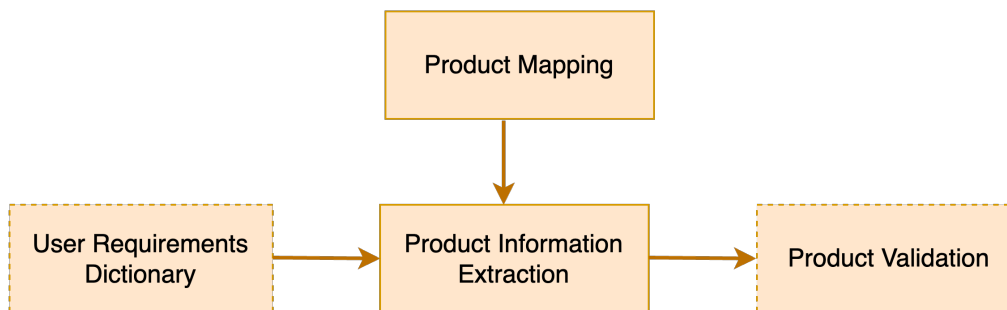 Product Mapping
User Requirements
Dictionary
Product Information
Extraction
Product Validation